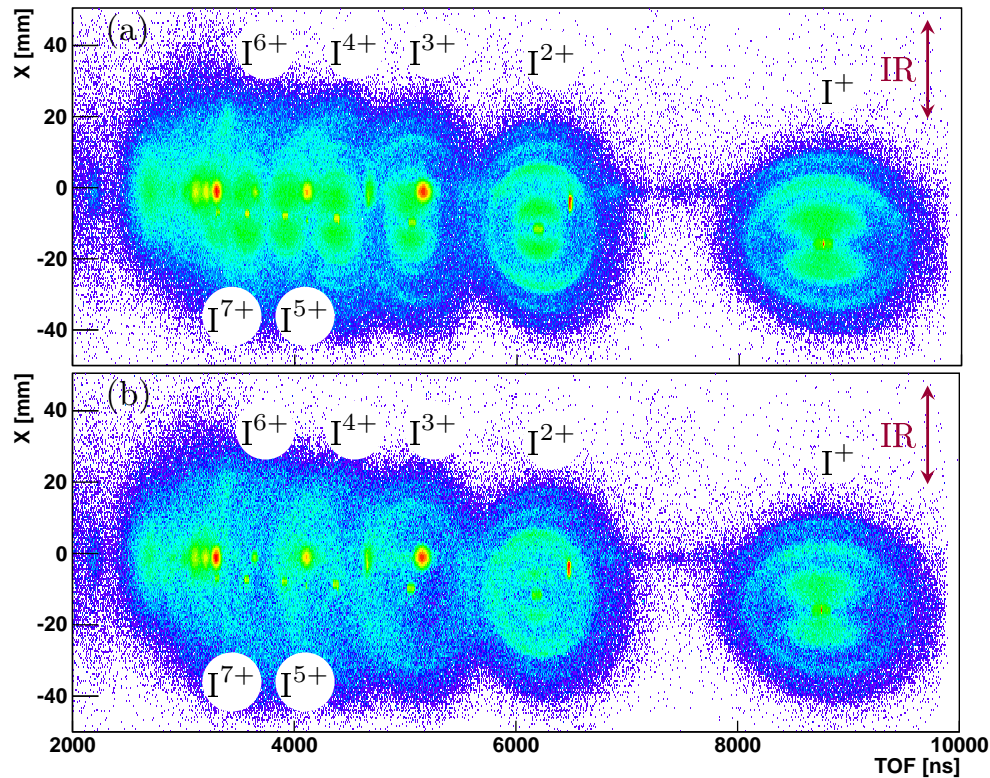 (a)
X [mm]
40
20
0
-20
-40
I⁶⁺ I⁴⁺ I³⁺ I²⁺ I⁺
IR
I⁷⁺ I⁵⁺
(b)
X [mm]
40
20
0
-20
-40
I⁶⁺ I⁴⁺ I³⁺ I²⁺ I⁺
IR
I⁷⁺ I⁵⁺
2000 4000 6000 8000 10000
TOF [ns]